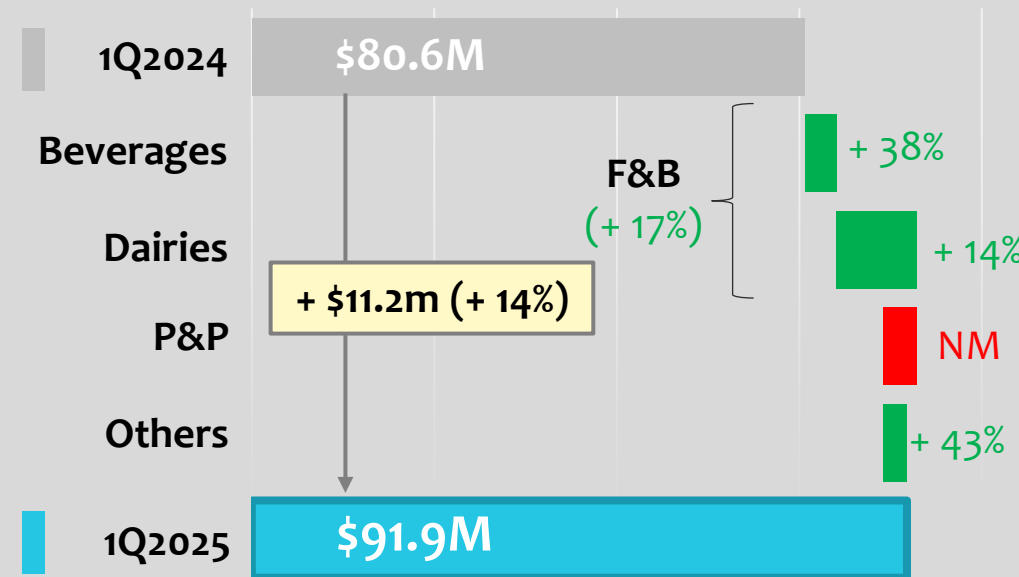 1Q2024
$80.6M
Beverages
+ 38%
F&B
(+ 17%)
Dairies
+ 14%
+ $11.2m (+ 14%)
P&P
NM
Others
+ 43%
1Q2025
$91.9M